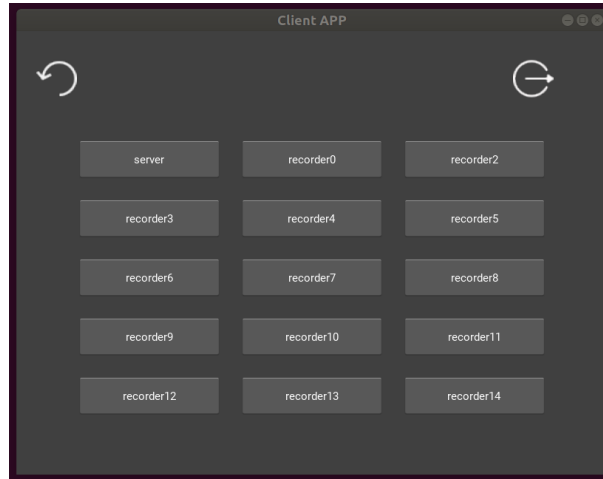 Client APP
server recorder0 recorder2
recorder3 recorder4 recorder5
recorder6 recorder7 recorder8
recorder9 recorder10 recorder11
recorder12 recorder13 recorder14